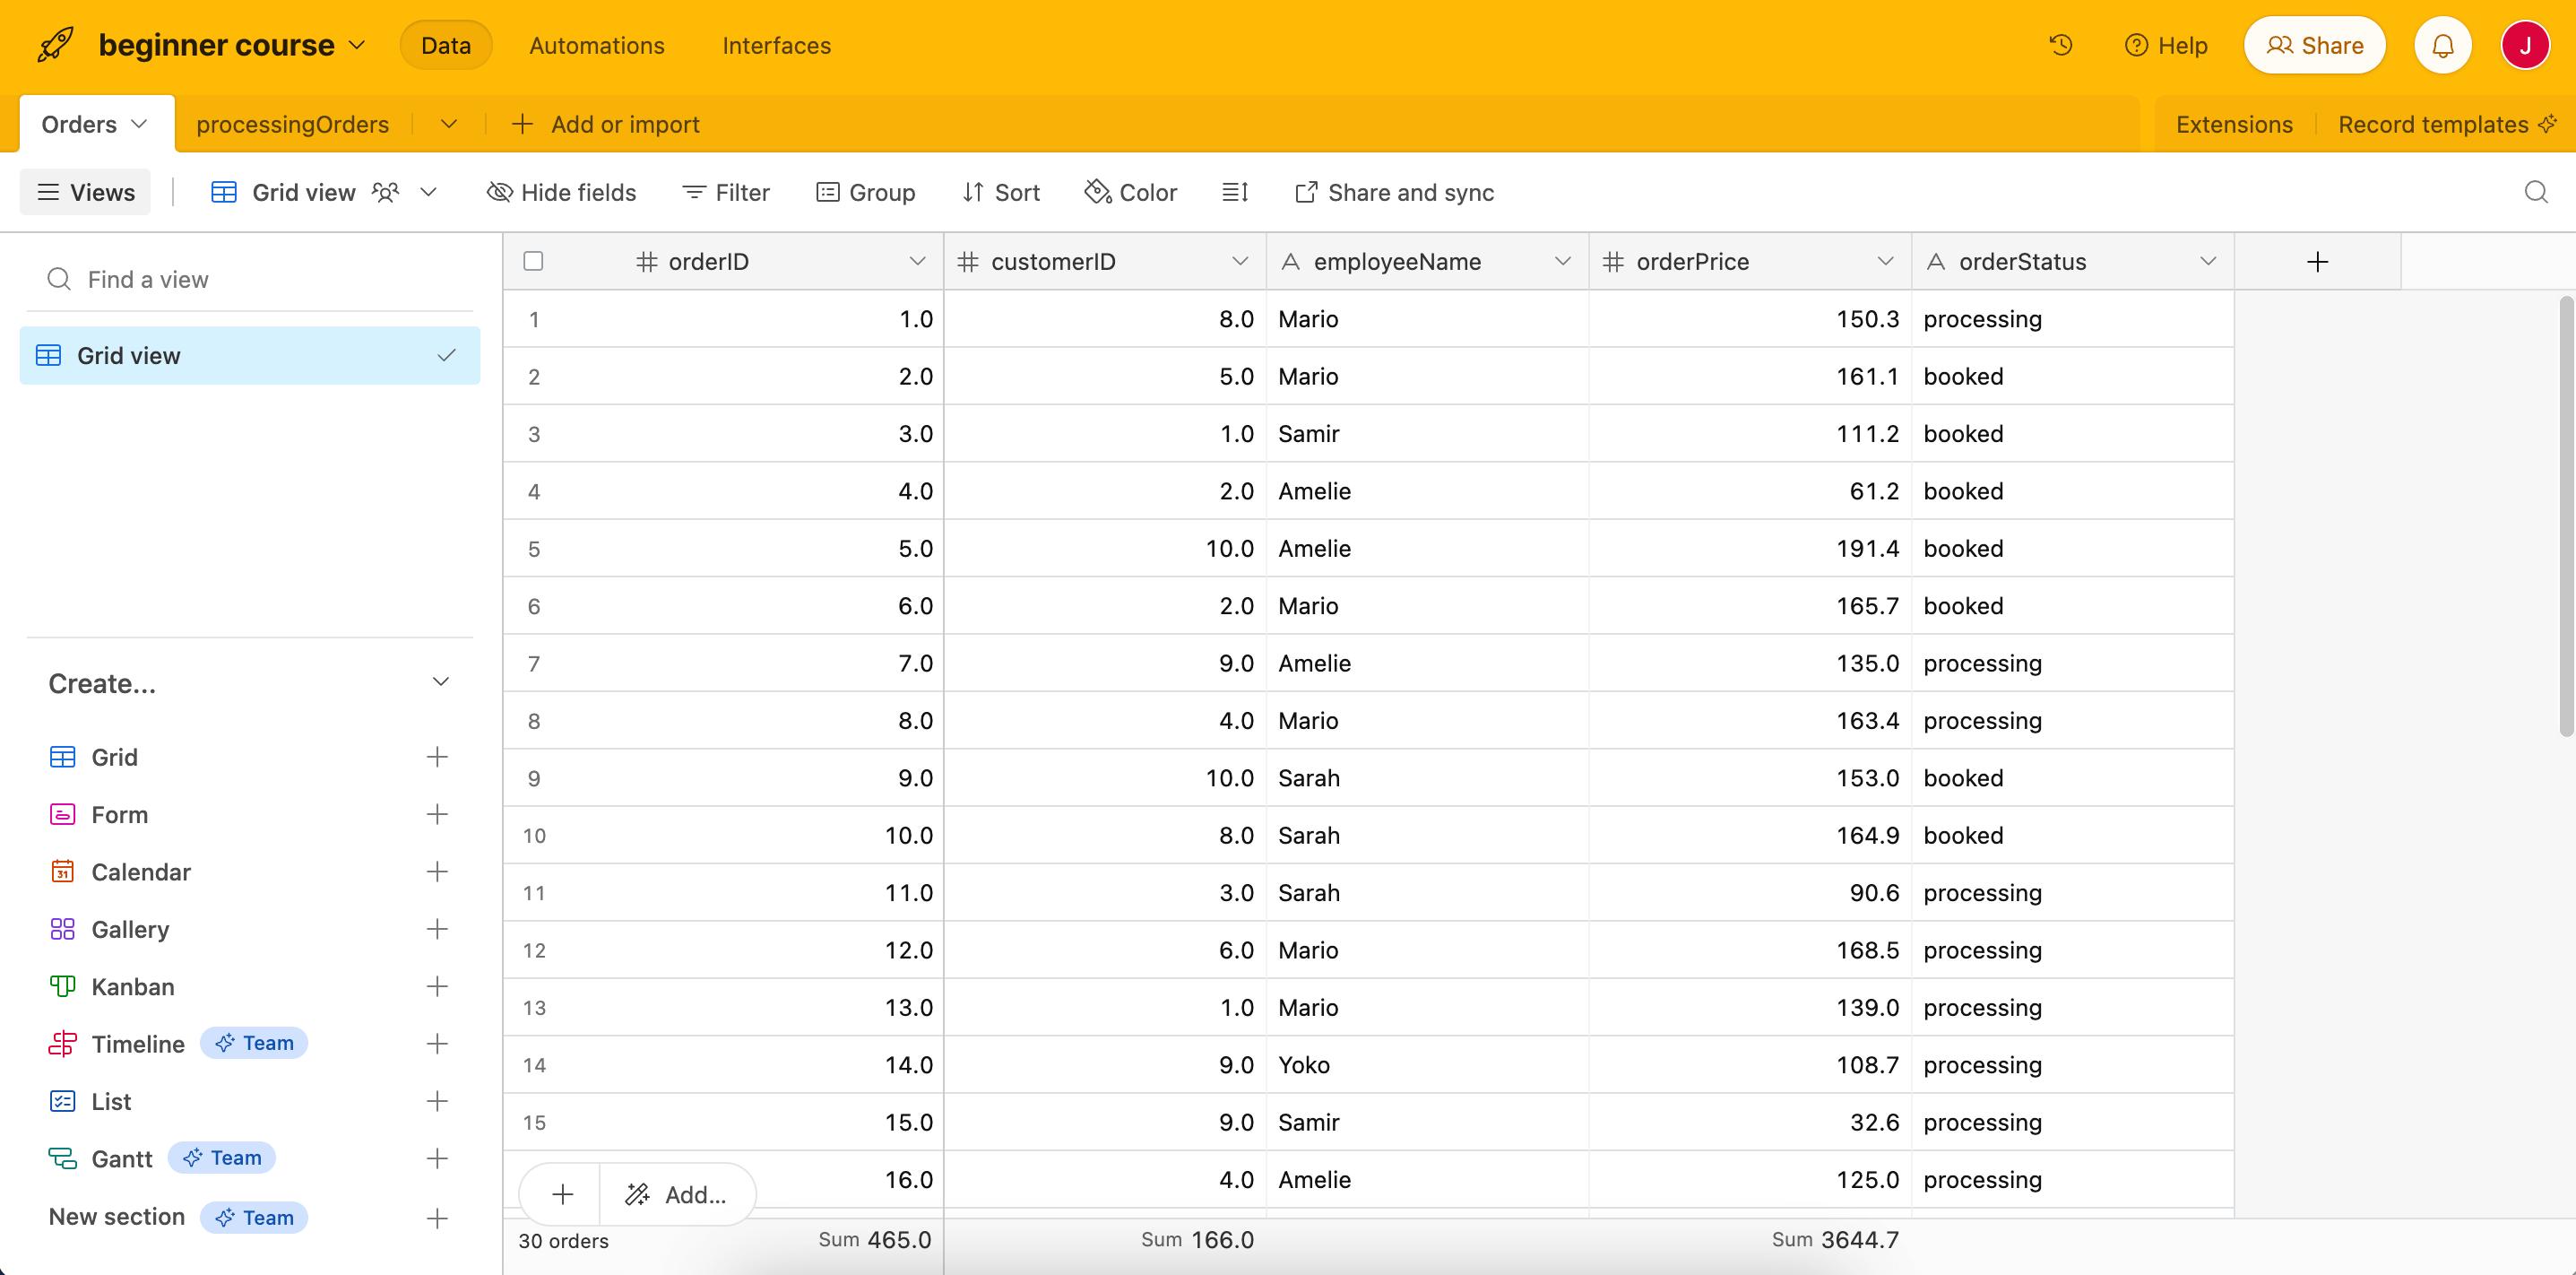 beginner course Data Automations Interfaces Help Share J
Orders processingOrders Add or import Extensions Record templates
Views Grid view Hide fields Filter Group Sort Color Share and sync
Find a view
Grid view
Create...
Grid
Form
31 Calendar
Gallery
Kanban
Timeline Team
List
Gantt Team
New section Team
orderID customerID employeeName orderPrice orderStatus
1 1.0 8.0 Mario 150.3 processing
2 2.0 5.0 Mario 161.1 booked
3 3.0 1.0 Samir 111.2 booked
4 4.0 2.0 Amelie 61.2 booked
5 5.0 10.0 Amelie 191.4 booked
6 6.0 2.0 Mario 165.7 booked
7 7.0 9.0 Amelie 135.0 processing
8 8.0 4.0 Mario 163.4 processing
9 9.0 10.0 Sarah 153.0 booked
10 10.0 8.0 Sarah 164.9 booked
11 11.0 3.0 Sarah 90.6 processing
12 12.0 6.0 Mario 168.5 processing
13 13.0 1.0 Mario 139.0 processing
14 14.0 9.0 Yoko 108.7 processing
15 15.0 9.0 Samir 32.6 processing
Add... 16.0 4.0 Amelie 125.0 processing
30 orders Sum 465.0 Sum 166.0 Sum 3644.7